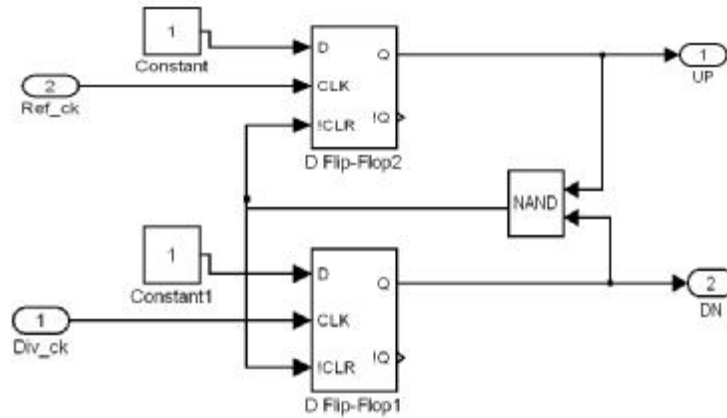 1
Constant
2
Ref_ck
D
CLK
!CLR
Q
!Q
D Flip-Flop2
1
UP
NAND
1
Constant1
1
Div_ck
D
CLK
!CLR
Q
!Q
D Flip-Flop1
2
DN